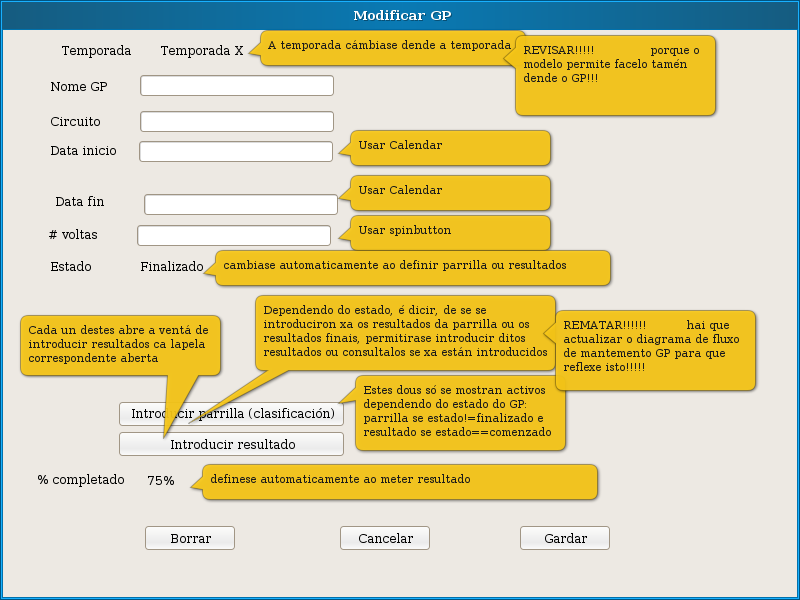 Modificar GP
Temporada
Temporada X
A temporada cámbiase dende a temporada
REVISAR!!!!! porque o
modelo permite facelo tamén
dende o GP!!!
Nome GP
Circuito
Data inicio
Usar Calendar
Data fin
Usar Calendar
# voltas
Usar spinbutton
Estado
Finalizado
cambiase automaticamente ao definir parrilla ou resultados
Cada un destes abre a ventá de
introducir resultados ca lapela
correspondente aberta
Dependendo do estado, é dicir, de se se
introduciron xa os resultados da parrilla ou os
resultados finais, permitirase introducir ditos
resultados ou consultalos se xa están introducidos
REMATAR!!!!!! hai que
actualizar o diagrama de fluxo
de mantemento GP para que
reflexe isto!!!!!
Estes dous só se mostran activos
dependendo do estado do GP:
parrilla se estado!=finalizado e
resultado se estado==comenzado
Introducir parrilla (clasificación)
Introducir resultado
% completado
75%
definese automaticamente ao meter resultado
Borrar
Cancelar
Gardar